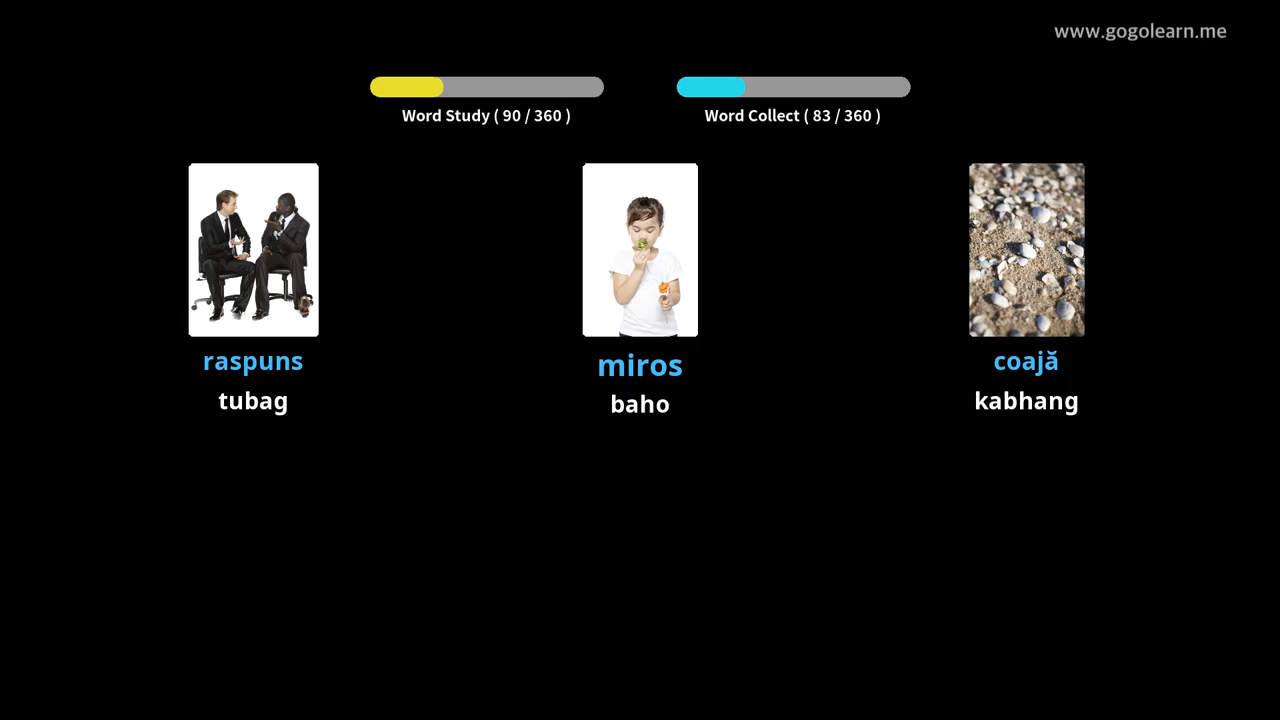 www.gogolearn.me
Word Study ( 90 / 360 )
Word Collect ( 83 / 360 )
raspuns
miros
coajă
tubag
baho
kabhang